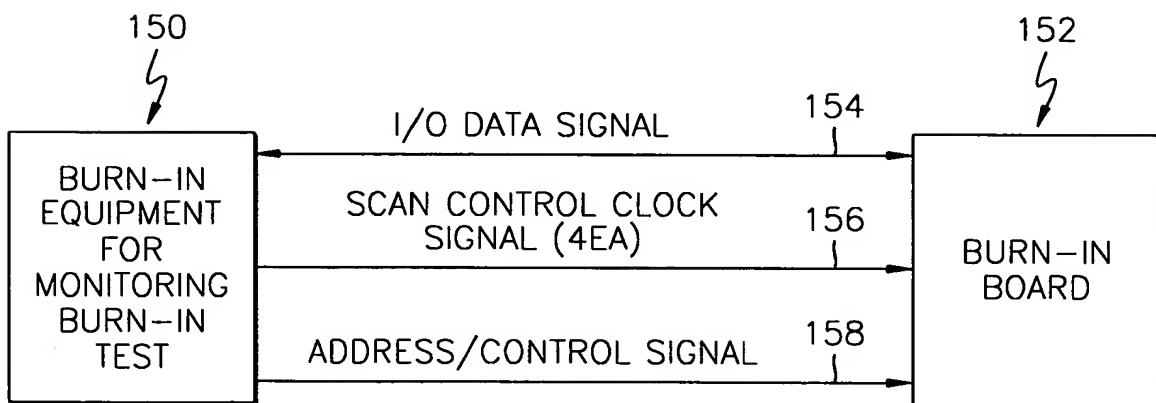 150
152
I/O DATA SIGNAL
154
BURN-IN
EQUIPMENT
FOR
MONITORING
BURN-IN
TEST
SCAN CONTROL CLOCK
SIGNAL (4EA)
156
BURN-IN
BOARD
ADDRESS/CONTROL SIGNAL
158